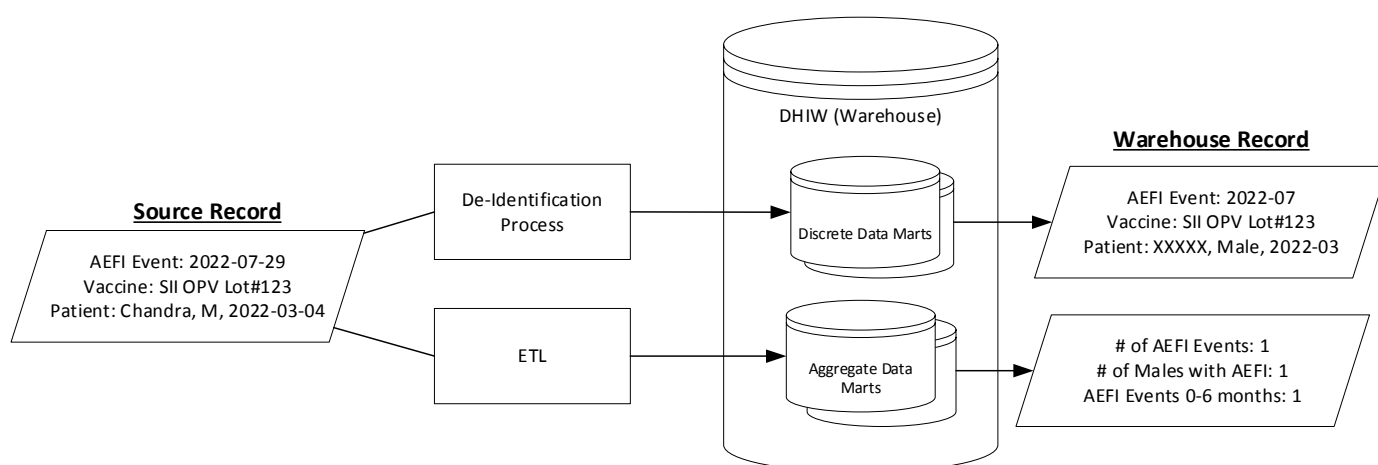 Source Record
AEFI Event: 2022-07-29
Vaccine: SII OPV Lot#123
Patient: Chandra, M, 2022-03-04
De-Identification
Process
ETL
DHIW (Warehouse)
Discrete Data Marts
Aggregate Data
Marts
Warehouse Record
AEFI Event: 2022-07
Vaccine: SII OPV Lot#123
Patient: XXXXX, Male, 2022-03
# of AEFI Events: 1
# of Males with AEFI: 1
AEFI Events 0-6 months: 1